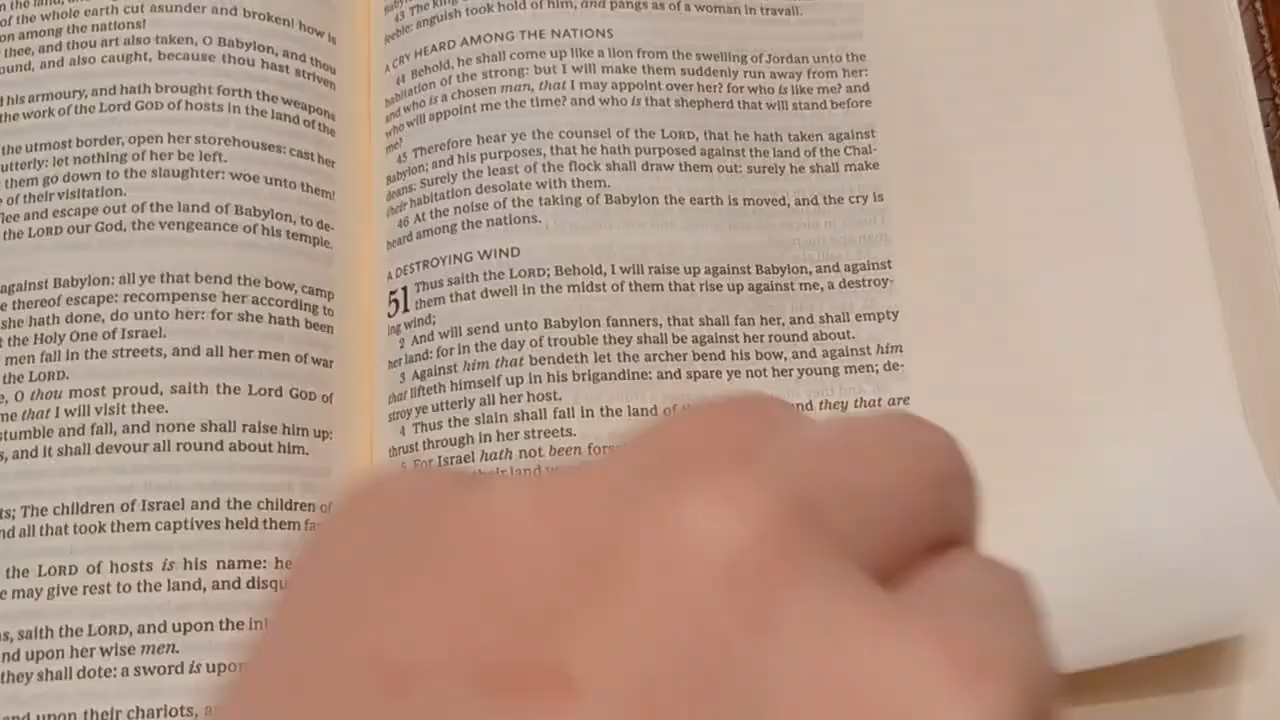 of the whole earth cut asunder and broken! how is
on among the nations!
thee, and thou art also taken, O Babylon, and thou
ound, and also caught, because thou hast striven
his armoury, and hath brought forth the weapons
the work of the Lord GOD of hosts in the land of the
the utmost border, open her storehouses: cast her
utterly: let nothing of her be left.
them go down to the slaughter: woe unto them!
of their visitation.
lee and escape out of the land of Babylon, to de-
the LORD our God, the vengeance of his temple.
against Babylon: all ye that bend the bow, camp
e thereof escape: recompense her according to
she hath done, do unto her: for she hath been
the Holy One of Israel.
men fall in the streets, and all her men of war
the LORD.
e, O thou most proud, saith the Lord GOD of
me that I will visit thee.
stumble and fall, and none shall raise him up:
s, and it shall devour all round about him.
ts; The children of Israel and the children of
nd all that took them captives held them fa
the LORD of hosts is his name: he
e may give rest to the land, and disqu
s, saith the LORD, and upon the in
nd upon her wise men.
they shall dote: a sword is upon
and upon their chariots, a
43 The king
feeble: anguish took hold of him, and pangs as of a woman in travail.
A CRY HEARD AMONG THE NATIONS
44 Behold, he shall come up like a lion from the swelling of Jordan unto the
habitation of the strong: but I will make them suddenly run away from her:
and who is a chosen man, that I may appoint over her? for who is like me? and
who will appoint me the time? and who is that shepherd that will stand before
me?
45 Therefore hear ye the counsel of the LORD, that he hath taken against
Babylon; and his purposes, that he hath purposed against the land of the Chal-
deans: Surely the least of the flock shall draw them out: surely he shall make
their habitation desolate with them.
46 At the noise of the taking of Babylon the earth is moved, and the cry is
heard among the nations.
A DESTROYING WIND
51 Thus saith the LORD; Behold, I will raise up against Babylon, and against
them that dwell in the midst of them that rise up against me, a destroy-
ing wind;
2 And will send unto Babylon fanners, that shall fan her, and shall empty
her land: for in the day of trouble they shall be against her round about.
3 Against him that bendeth let the archer bend his bow, and against him
that lifteth himself up in his brigandine: and spare ye not her young men; de-
stroy ye utterly all her host.
4 Thus the slain shall fall in the land of nd they that are
thrust through in her streets.
5 For Israel hath not been fors
their land w